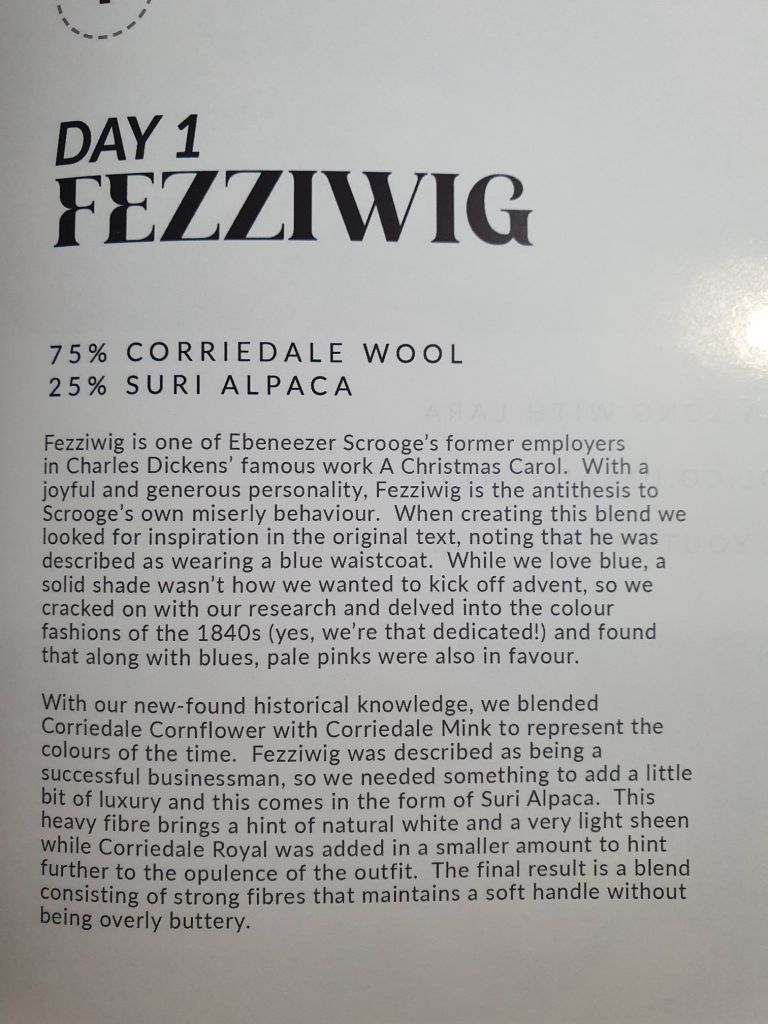 DAY 1
FEZZIWIG
75% CORRIEDALE WOOL
25% SURI ALPACA
Fezziwig is one of Ebeneezer Scrooge's former employers
in Charles Dickens' famous work A Christmas Carol.  With a
joyful and generous personality, Fezziwig is the antithesis to
Scrooge's own miserly behaviour.  When creating this blend we
looked for inspiration in the original text, noting that he was
described as wearing a blue waistcoat.  While we love blue, a
solid shade wasn't how we wanted to kick off advent, so we
cracked on with our research and delved into the colour
fashions of the 1840s (yes, we're that dedicated!) and found
that along with blues, pale pinks were also in favour.
With our new-found historical knowledge, we blended
Corriedale Cornflower with Corriedale Mink to represent the
colours of the time.  Fezziwig was described as being a
successful businessman, so we needed something to add a little
bit of luxury and this comes in the form of Suri Alpaca.  This
heavy fibre brings a hint of natural white and a very light sheen
while Corriedale Royal was added in a smaller amount to hint
further to the opulence of the outfit.  The final result is a blend
consisting of strong fibres that maintains a soft handle without
being overly buttery.